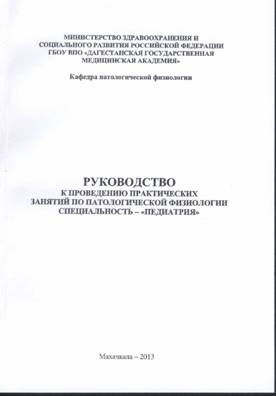 МИНИСТЕРСТВО ЗДРАВООХРАНЕНИЯ И
СОЦИАЛЬНОГО РАЗВИТИЯ РОССИЙСКОЙ ФЕДЕРАЦИИ
ГБОУ ВПО «ДАГЕСТАНСКАЯ ГОСУДАРСТВЕННАЯ
МЕДИЦИНСКАЯ АКАДЕМИЯ»
Кафедра патологической физиологии
РУКОВОДСТВО
К ПРОВЕДЕНИЮ ПРАКТИЧЕСКИХ
ЗАНЯТИЙ ПО ПАТОЛОГИЧЕСКОЙ ФИЗИОЛОГИИ
СПЕЦИАЛЬНОСТЬ – «ПЕДИАТРИЯ»
Махачкала – 2013